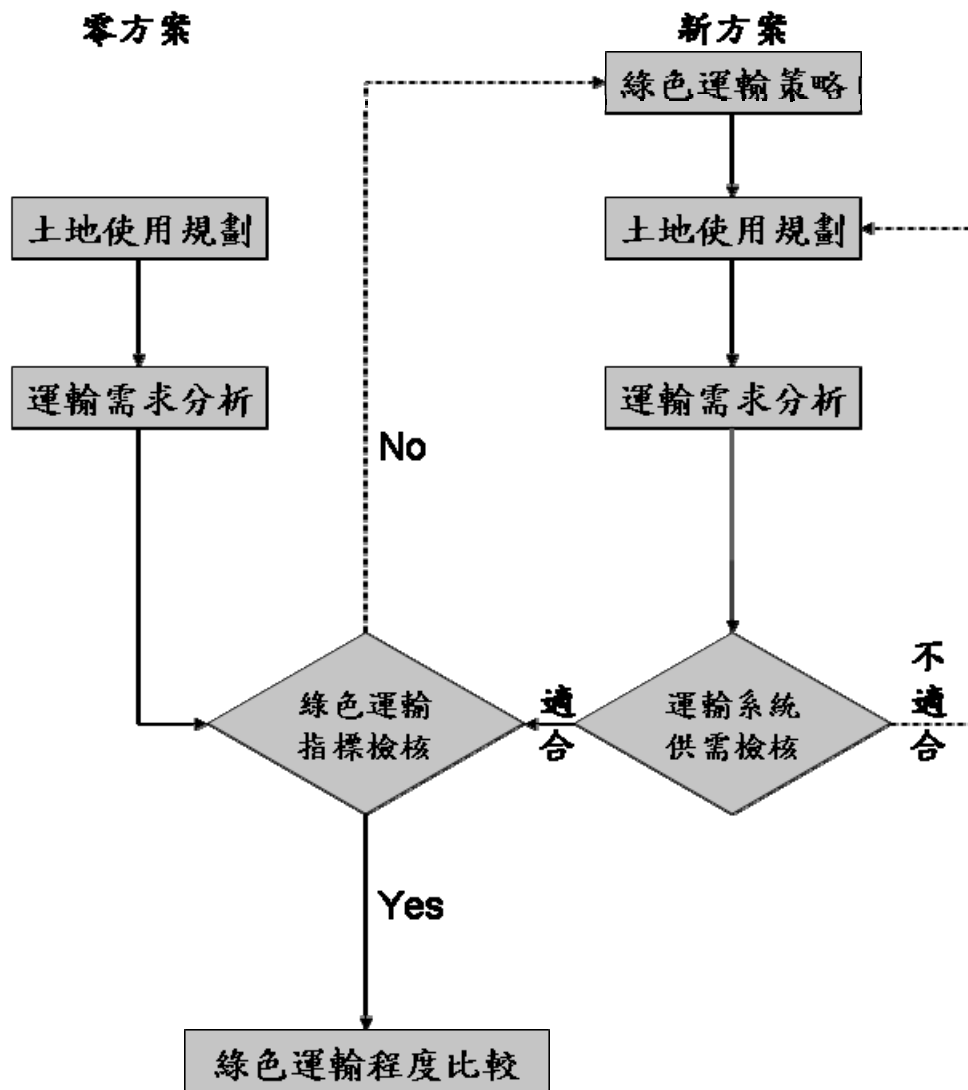 零方案
新方案
綠色運輸策略
土地使用規劃
土地使用規劃
運輸需求分析
運輸需求分析
No
綠色運輸
指標檢核
適合
運輸系統
供需檢核
不適合
Yes
綠色運輸程度比較